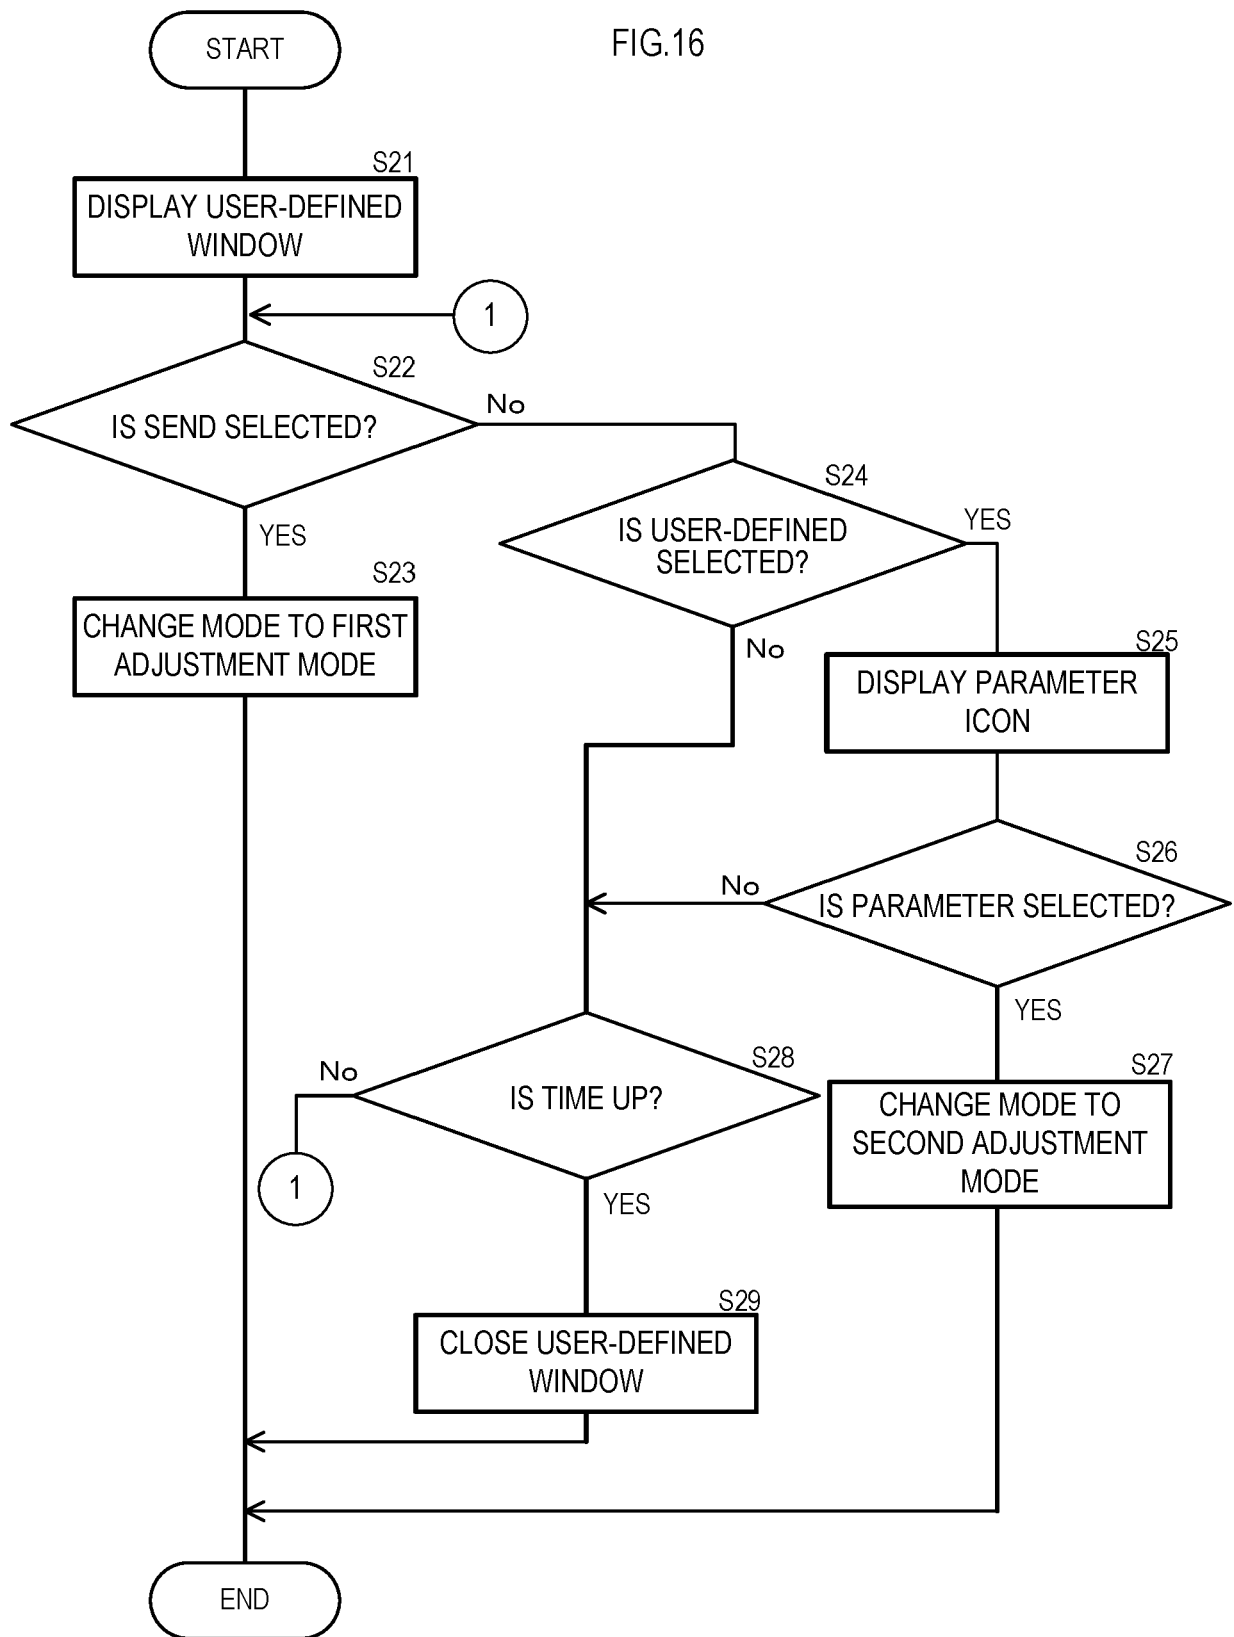 START
FIG.16
S21
DISPLAY USER-DEFINED
WINDOW
1
S22
IS SEND SELECTED?
No
S24
IS USER-DEFINED
SELECTED?
YES
YES
No
S23
CHANGE MODE TO FIRST
ADJUSTMENT MODE
S25
DISPLAY PARAMETER
ICON
S26
No
IS PARAMETER SELECTED?
YES
S28
No
IS TIME UP?
S27
CHANGE MODE TO
SECOND ADJUSTMENT
MODE
1
YES
S29
CLOSE USER-DEFINED
WINDOW
END